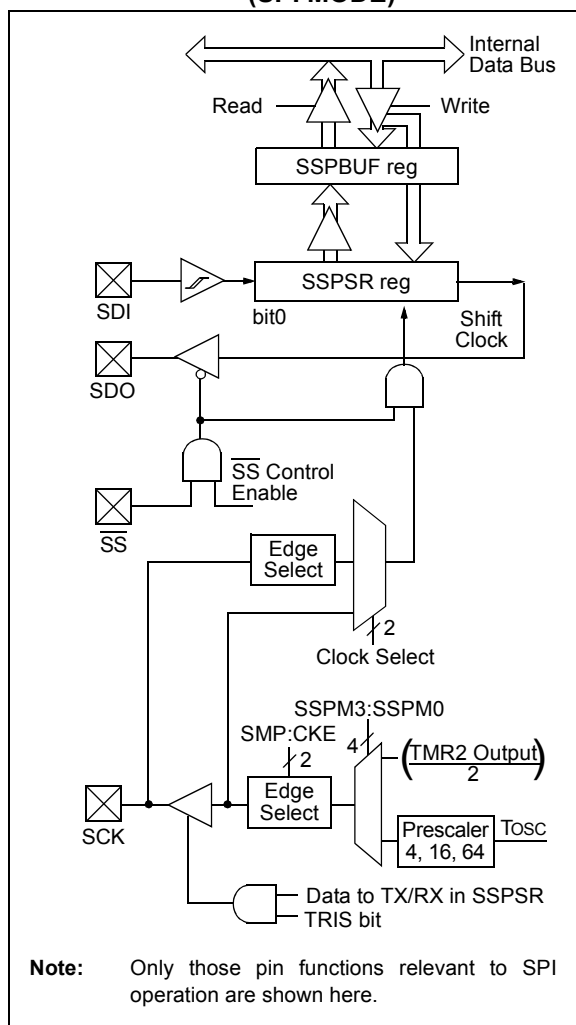 (SPI MODE)
Internal
Data Bus
Read
Write
SSPBUF reg
SSPSR reg
SDI
bit0
Shift
Clock
SDO
SS Control
Enable
SS
Edge
Select
2
Clock Select
SSPM3:SSPM0
SMP:CKE
4
2
(TMR2 Output
2)
Edge
Select
SCK
Prescaler
4, 16, 64
TOSC
Data to TX/RX in SSPSR
TRIS bit
Note: Only those pin functions relevant to SPI
operation are shown here.